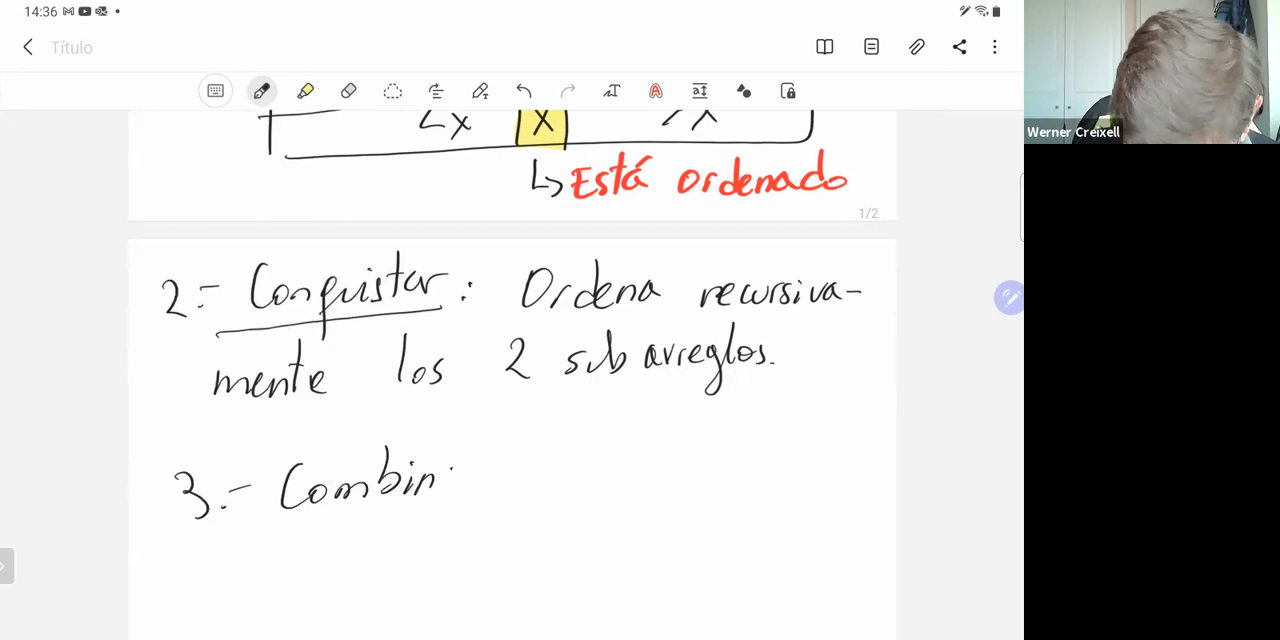 14:36
Título
Werner Creixell
<x x >x
↳ Está ordenado
1/2
2.- Conquistar: Ordena recursiva-
mente los 2 subarreglos.
3.- Combin